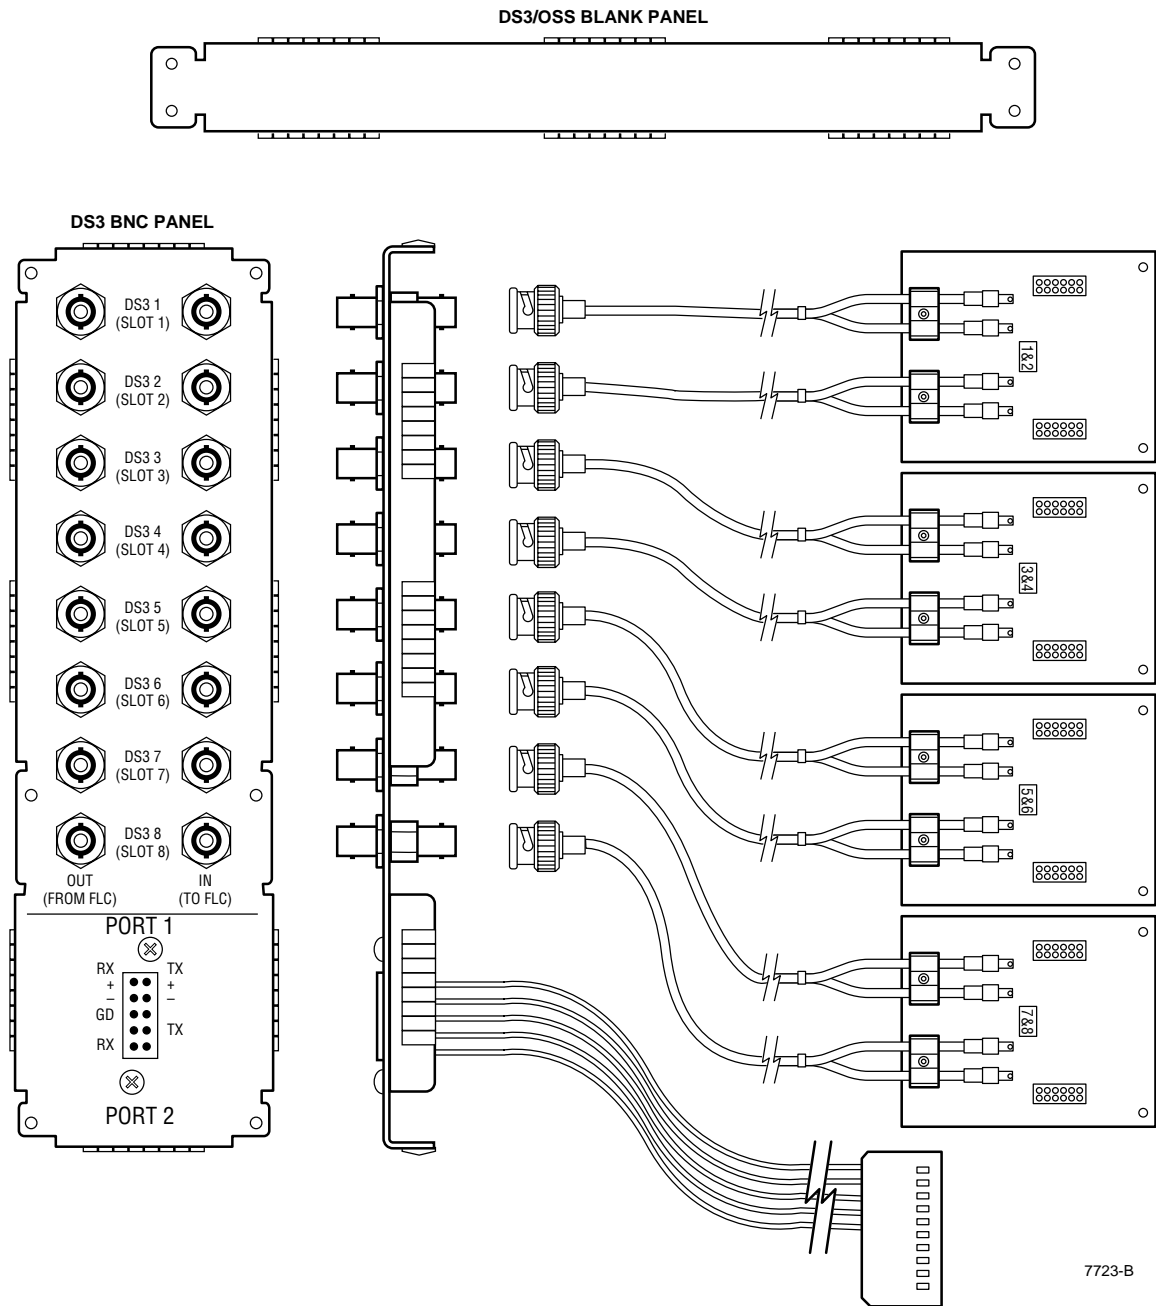 DS3/OSS BLANK PANEL
DS3 BNC PANEL
DS3 1
(SLOT 1)
DS3 2
(SLOT 2)
DS3 3
(SLOT 3)
DS3 4
(SLOT 4)
DS3 5
(SLOT 5)
DS3 6
(SLOT 6)
DS3 7
(SLOT 7)
DS3 8
(SLOT 8)
OUT
(FROM FLC)
IN
(TO FLC)
PORT 1
RX TX
+ +
– –
GD
TX
RX
PORT 2
1&2
3&4
5&6
7&8
7723-B